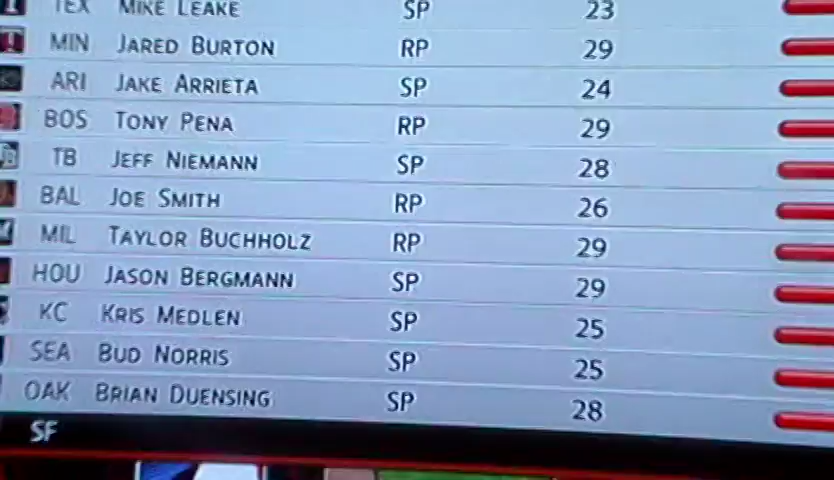 TEX MIKE LEAKE SP 23
MIN JARED BURTON RP 29
ARI JAKE ARRIETA SP 24
BOS TONY PENA RP 29
TB JEFF NIEMANN SP 28
BAL JOE SMITH RP 26
MIL TAYLOR BUCHHOLZ RP 29
HOU JASON BERGMANN SP 29
KC KRIS MEDLEN SP 25
SEA BUD NORRIS SP 25
OAK BRIAN DUENSING SP 28
SF